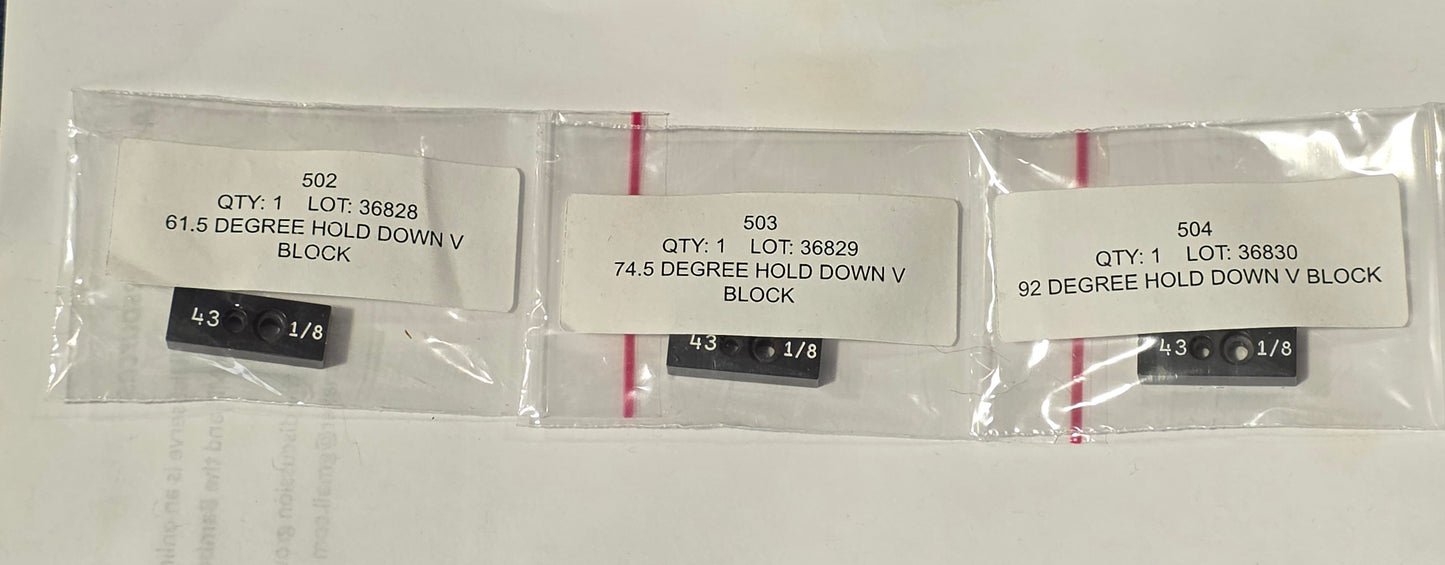 502
QTY: 1 LOT: 36828
61.5 DEGREE HOLD DOWN V
BLOCK
43 1/8
503
QTY: 1 LOT: 36829
74.5 DEGREE HOLD DOWN V
BLOCK
43 1/8
504
QTY: 1 LOT: 36830
92 DEGREE HOLD DOWN V BLOCK
43 1/8